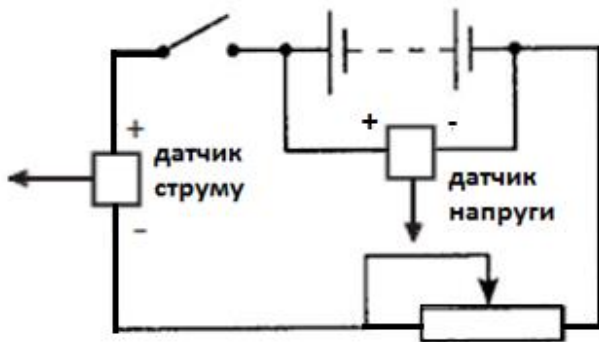 +
датчик
струму
-
+ -
датчик
напруги